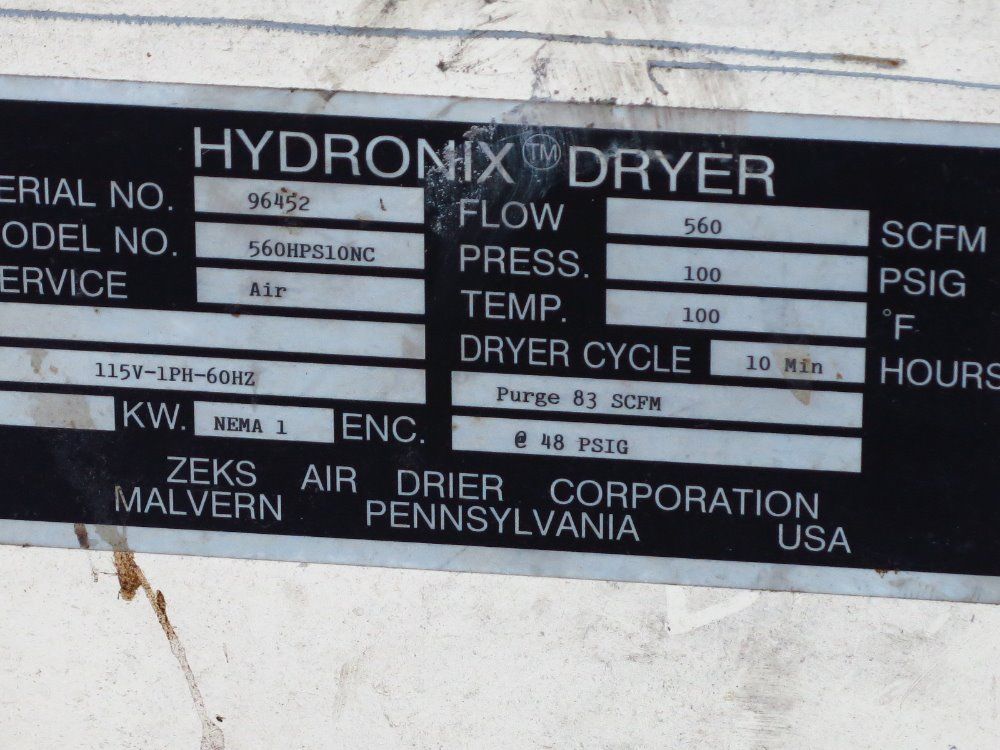 HYDRONIX™ DRYER
ERIAL NO. 96452
ODEL NO. 560HPS10NC
ERVICE Air
115V-1PH-60HZ
KW. NEMA 1 ENC.
FLOW 560 SCFM
PRESS. 100 PSIG
TEMP. 100 °F
DRYER CYCLE 10 Min HOURS
Purge 83 SCFM
@ 48 PSIG
ZEKS AIR DRIER CORPORATION
MALVERN PENNSYLVANIA USA